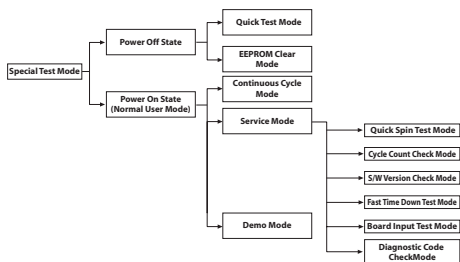 Special Test Mode
Power Off State
Quick Test Mode
EEPROM Clear
Mode
Power On State
(Normal User Mode)
Continuous Cycle
Mode
Service Mode
Quick Spin Test Mode
Cycle Count Check Mode
S/W Version Check Mode
Fast Time Down Test Mode
Board Input Test Mode
Diagnostic Code
CheckMode
Demo Mode